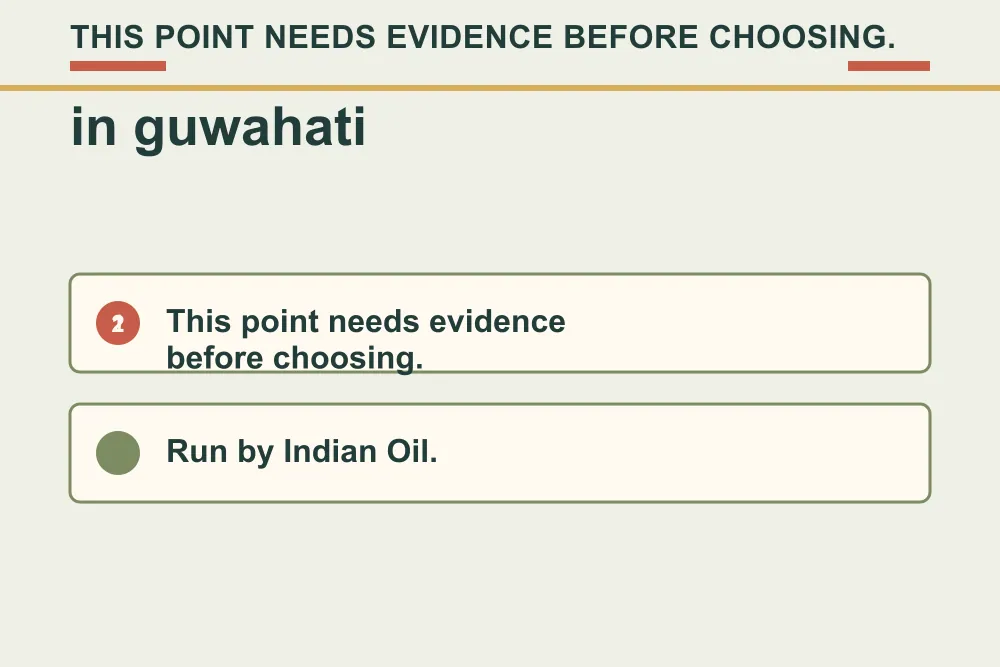 THIS POINT NEEDS EVIDENCE BEFORE CHOOSING.
in guwahati
2
This point needs evidence
before choosing.
Run by Indian Oil.